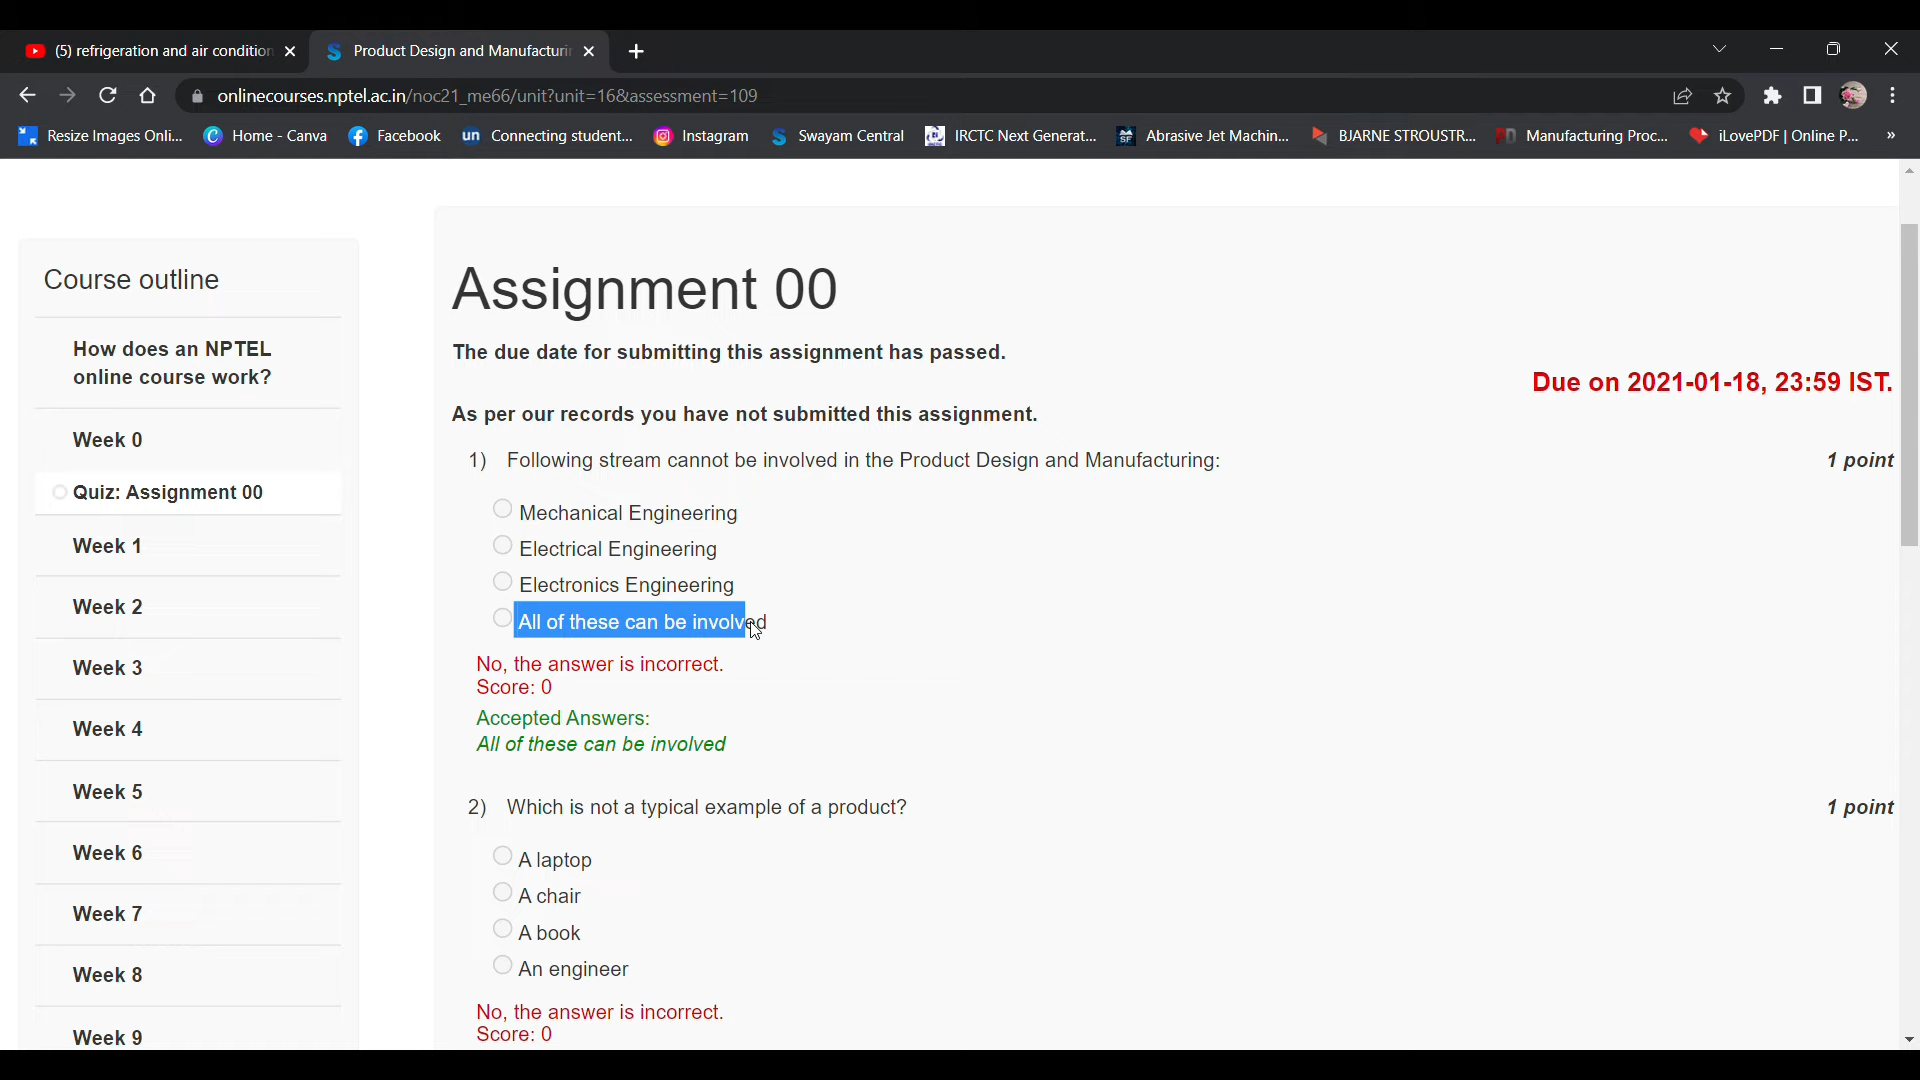 (5) refrigeration and air condition
Product Design and Manufacturi
onlinecourses.nptel.ac.in/noc21_me66/unit?unit=16&assessment=109
Resize Images Onli...
Home - Canva
Facebook
un Connecting student...
Instagram
Swayam Central
IRCTC Next Generat...
Abrasive Jet Machin...
BJARNE STROUSTR...
Manufacturing Proc...
iLovePDF | Online P...
»
Course outline
How does an NPTEL
online course work?
Week 0
Quiz: Assignment 00
Week 1
Week 2
Week 3
Week 4
Week 5
Week 6
Week 7
Week 8
Week 9
Assignment 00
The due date for submitting this assignment has passed.
Due on 2021-01-18, 23:59 IST.
As per our records you have not submitted this assignment.
1) Following stream cannot be involved in the Product Design and Manufacturing: 1 point
Mechanical Engineering
Electrical Engineering
Electronics Engineering
All of these can be involved
No, the answer is incorrect.
Score: 0
Accepted Answers:
All of these can be involved
2) Which is not a typical example of a product? 1 point
A laptop
A chair
A book
An engineer
No, the answer is incorrect.
Score: 0